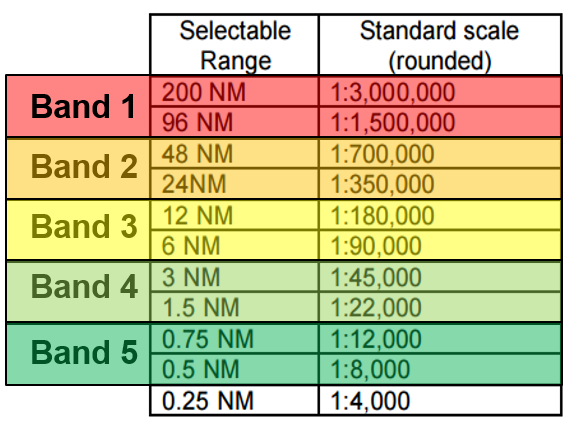 Selectable Range Standard scale (rounded)
Band 1
200 NM 1:3,000,000
96 NM 1:1,500,000
Band 2
48 NM 1:700,000
24NM 1:350,000
Band 3
12 NM 1:180,000
6 NM 1:90,000
Band 4
3 NM 1:45,000
1.5 NM 1:22,000
Band 5
0.75 NM 1:12,000
0.5 NM 1:8,000
0.25 NM 1:4,000